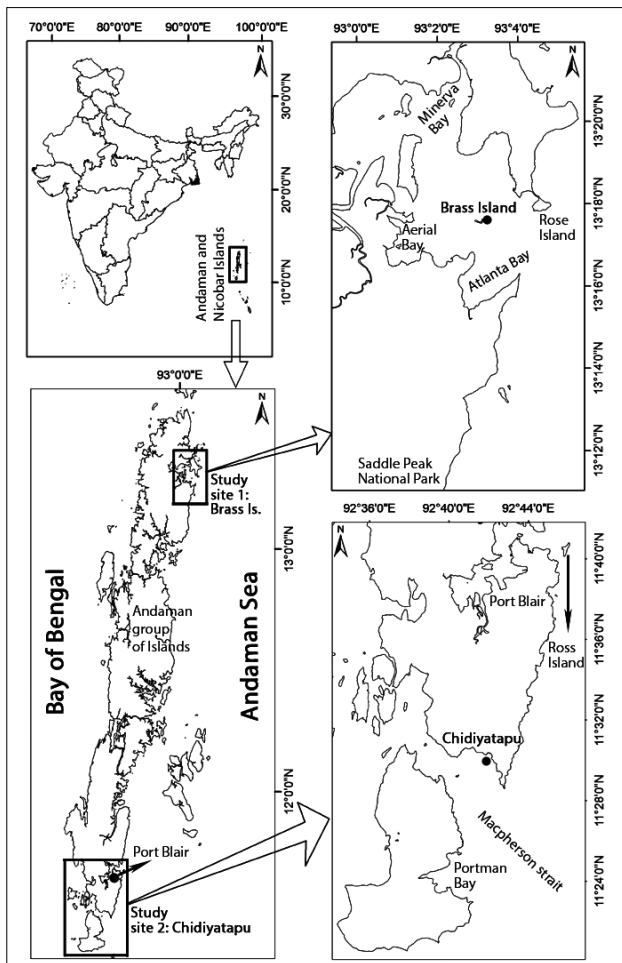 70°0'0"E 80°0'0"E 90°0'0"E 100°0'0"E
N
30°0'0"N
20°0'0"N
10°0'0"N
Andaman and
Nicobar Islands
93°0'0"E 93°2'0"E 93°4'0"E
N
13°20'0"N
13°18'0"N
13°16'0"N
13°14'0"N
13°12'0"N
Minerva
Bay
Brass Island
Rose
Island
Aerial
Bay
Atlanta Bay
Saddle Peak
National Park
93°0'0"E
N
Study
site 1:
Brass Is.
13°0'0"N
Andaman
group
of Islands
Bay of Bengal
Andaman Sea
12°0'0"N
Port Blair
Study
site 2: Chidiyatapu
92°36'0"E 92°40'0"E 92°44'0"E
N
11°40'0"N
11°36'0"N
11°32'0"N
11°28'0"N
11°24'0"N
Port Blair
Ross
Island
Chidiyatapu
Macpherson strait
Portman
Bay